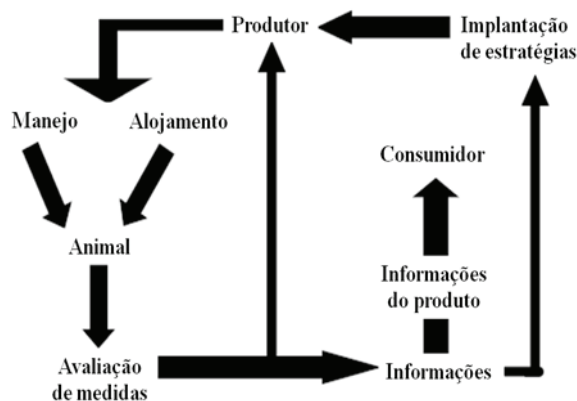 Produtor
Implantação
de estratégias
Manejo
Alojamento
Consumidor
Animal
Informações
do produto
Avaliação
de medidas
Informações